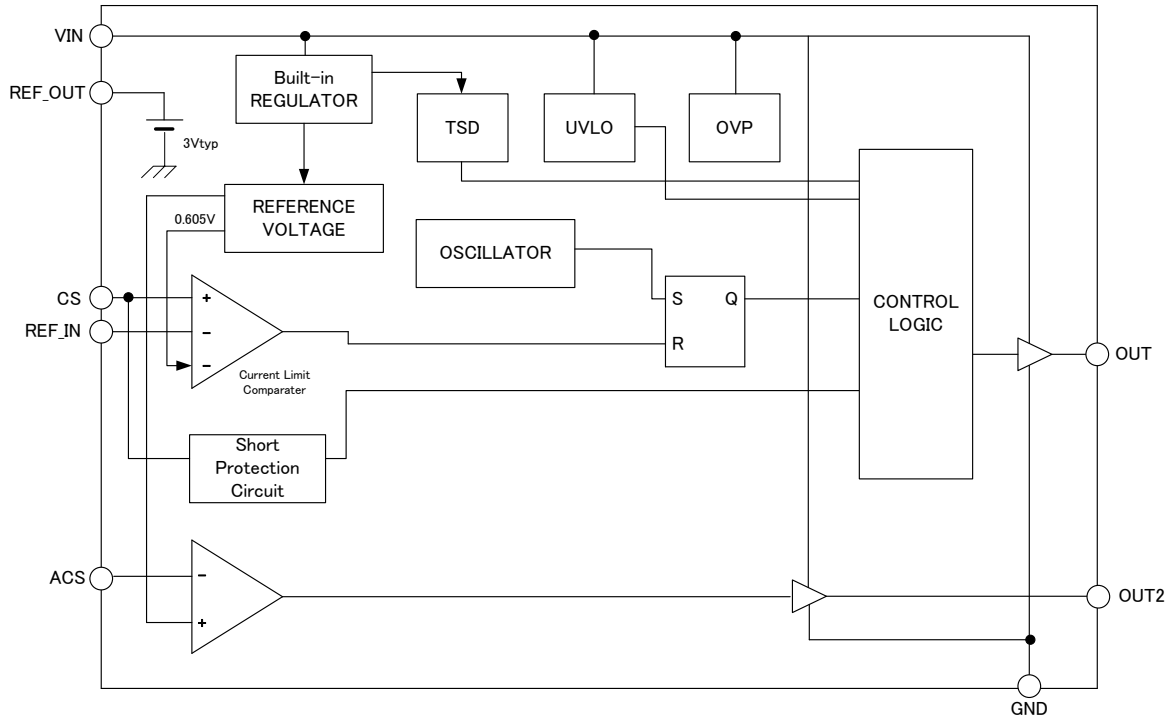 VIN
REF_OUT
3Vtyp
Built-in
REGULATOR
TSD
UVLO
OVP
REFERENCE
VOLTAGE
0.605V
OSCILLATOR
CS
REF_IN
+
−
−
Current Limit
Comparater
S Q
R
CONTROL
LOGIC
OUT
Short
Protection
Circuit
ACS
−
+
OUT2
GND